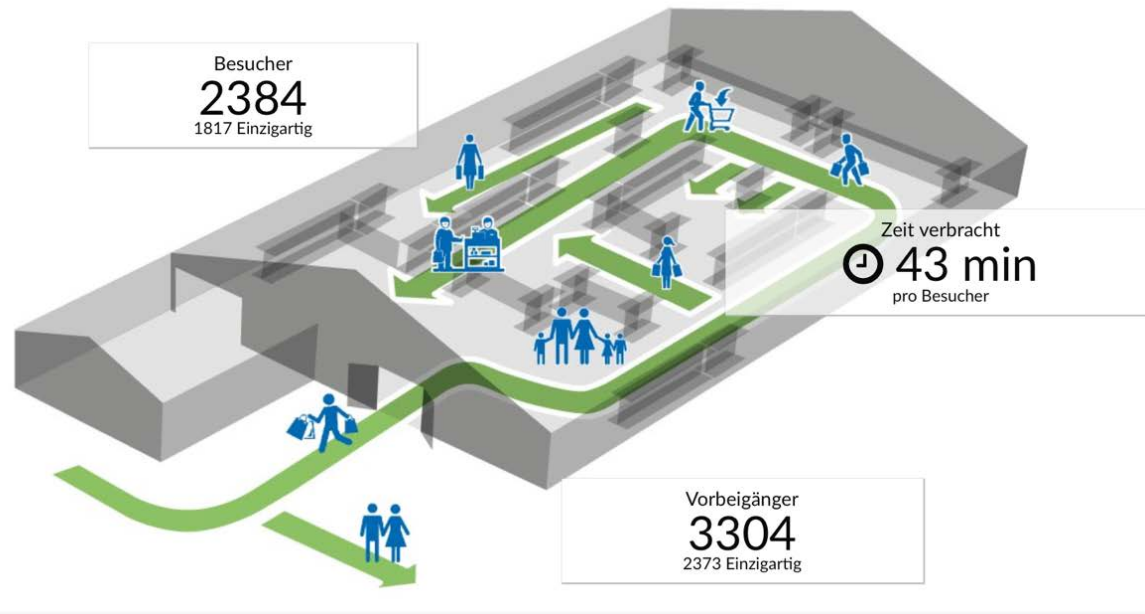 Besucher
2384
1817 Einzigartig
Zeit verbracht
43 min
pro Besucher
Vorbeigänger
3304
2373 Einzigartig